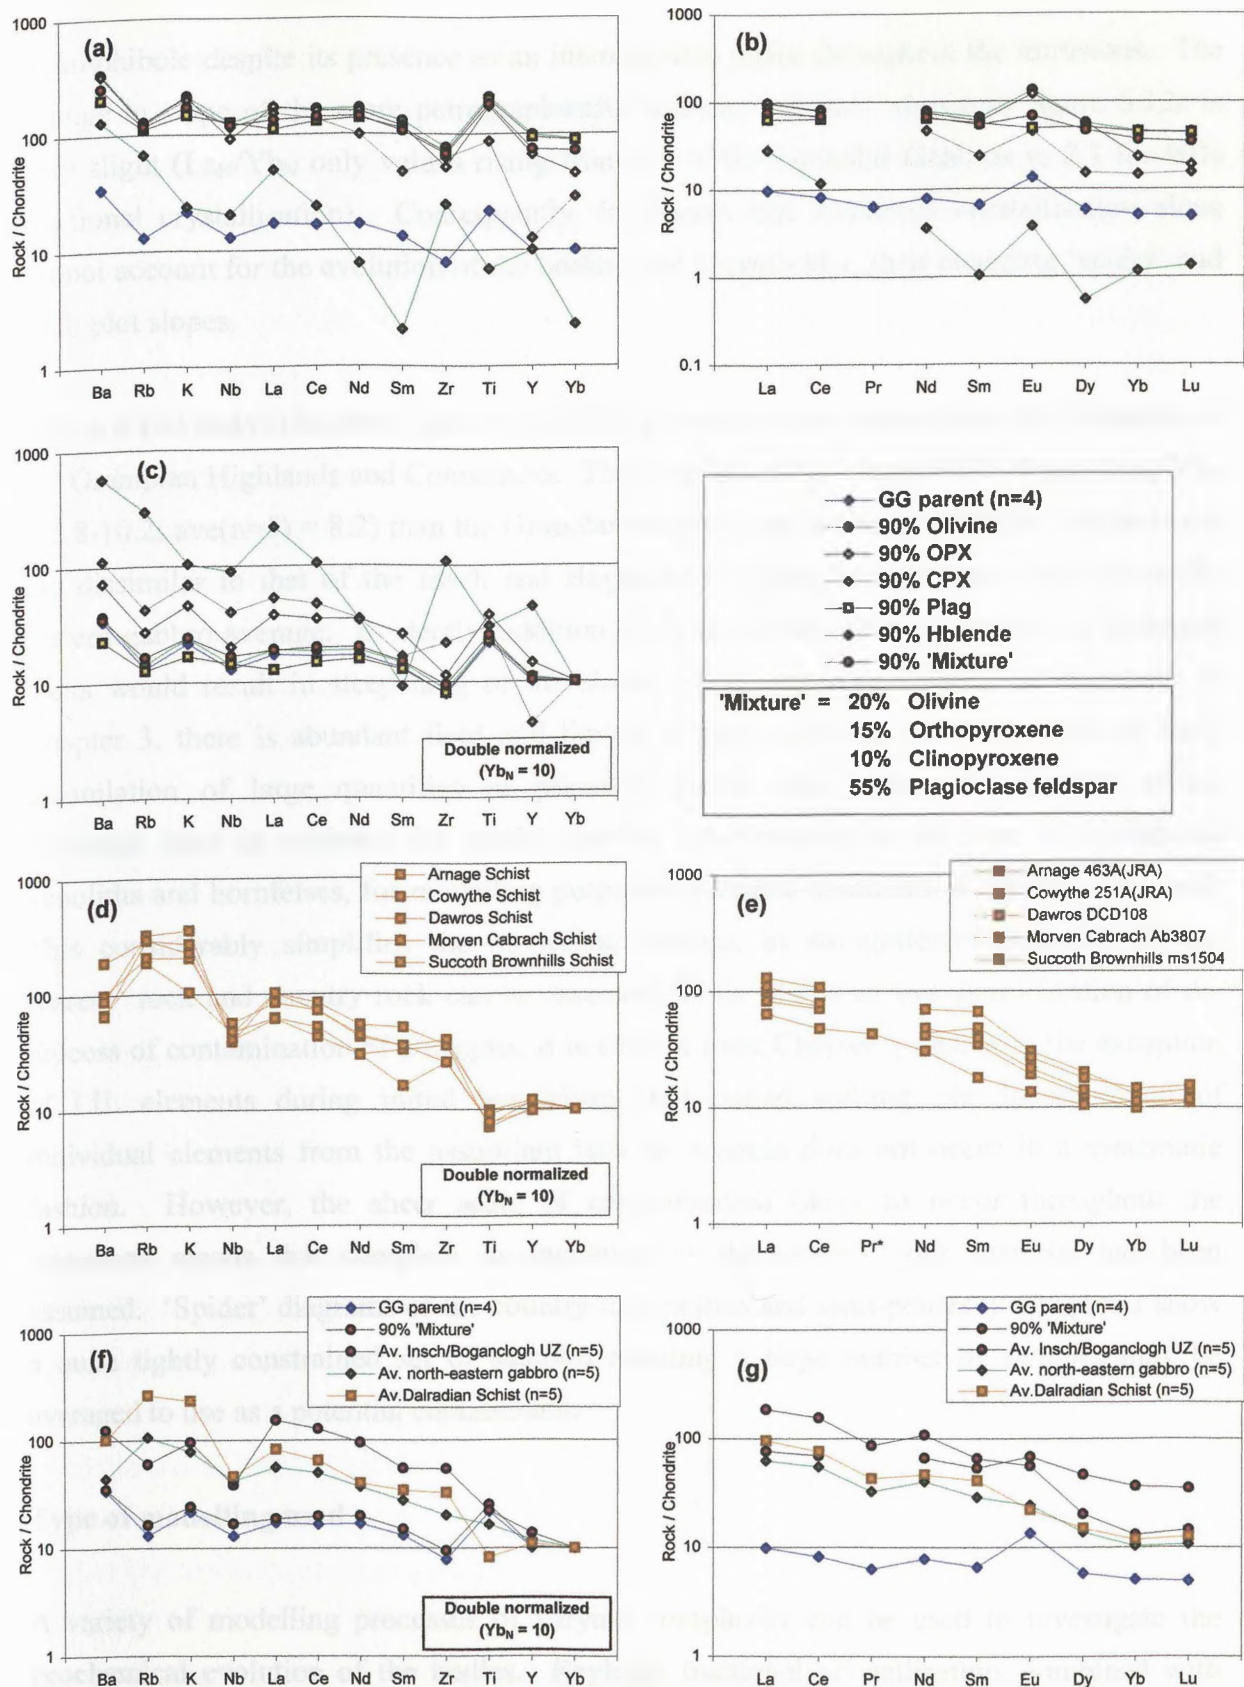 (a)
1000
100
10
1
Rock / Chondrite
Ba Rb K Nb La Ce Nd Sm Zr Ti Y Yb
(b)
1000
100
10
1
0.1
Rock / Chondrite
La Ce Pr Nd Sm Eu Dy Yb Lu
(c)
1000
100
10
1
Rock / Chondrite
Double normalized
(YbN = 10)
Ba Rb K Nb La Ce Nd Sm Zr Ti Y Yb
GG parent (n=4)
90% Olivine
90% OPX
90% CPX
90% Plag
90% Hblende
90% 'Mixture'
'Mixture' = 20% Olivine
15% Orthopyroxene
10% Clinopyroxene
55% Plagioclase feldspar
(d)
1000
100
10
1
Rock / Chondrite
Arnage Schist
Cowythe Schist
Dawros Schist
Morven Cabrach Schist
Succoth Brownhills Schist
Double normalized
(YbN = 10)
Ba Rb K Nb La Ce Nd Sm Zr Ti Y Yb
(e)
1000
100
10
1
Rock / Chondrite
Arnage 463A(JRA)
Cowythe 251A(JRA)
Dawros DCD108
Morven Cabrach Ab3807
Succoth Brownhills ms1504
La Ce Pr* Nd Sm Eu Dy Yb Lu
(f)
1000
100
10
1
Rock / Chondrite
GG parent (n=4)
90% 'Mixture'
Av. Insch/Boganclogh UZ (n=5)
Av. north-eastern gabbro (n=5)
Av.Dalradian Schist (n=5)
Double normalized
(YbN = 10)
Ba Rb K Nb La Ce Nd Sm Zr Ti Y Yb
(g)
1000
100
10
1
Rock / Chondrite
GG parent (n=4)
90% 'Mixture'
Av. Insch/Boganclogh UZ (n=5)
Av. north-eastern gabbro (n=5)
Av.Dalradian Schist (n=5)
La Ce Pr Nd Sm Eu Dy Yb Lu